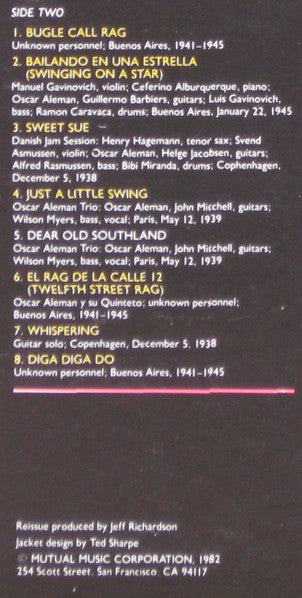 SIDE TWO
1. BUGLE CALL RAG
Unknown personnel; Buenos Aires, 1941–1945
2. BAILANDO EN UNA ESTRELLA
(SWINGING ON A STAR)
Manuel Gavinovich, violin; Ceferino Alburquerque, piano;
Oscar Aleman, Guillermo Barbiers, guitars; Luis Gavinovich,
bass; Ramon Caravaca, drums; Buenos Aires, January 22, 1945
3. SWEET SUE
Danish Jam Session: Henry Hagemann, tenor sax; Svend
Asmussen, violin; Oscar Aleman, Helge Jacobsen, guitars;
Alfred Rasmussen, bass; Bibi Miranda, drums; Cophenhagen,
December 5, 1938
4. JUST A LITTLE SWING
Oscar Aleman Trio: Oscar Aleman, John Mitchell, guitars;
Wilson Myers, bass, vocal; Paris, May 12, 1939
5. DEAR OLD SOUTHLAND
Oscar Aleman Trio: Oscar Aleman, John Mitchell, guitars;
Wilson Myers, bass, vocal; Paris, May 12, 1939
6. EL RAG DE LA CALLE 12
(TWELFTH STREET RAG)
Oscar Aleman y su Quinteto; unknown personnel;
Buenos Aires, 1941–1945
7. WHISPERING
Guitar solo; Copenhagen, December 5, 1938
8. DIGA DIGA DO
Unknown personnel; Buenos Aires, 1941–1945
Reissue produced by Jeff Richardson
Jacket design by Ted Sharpe
© MUTUAL MUSIC CORPORATION, 1982
254 Scott Street, San Francisco, CA 94117